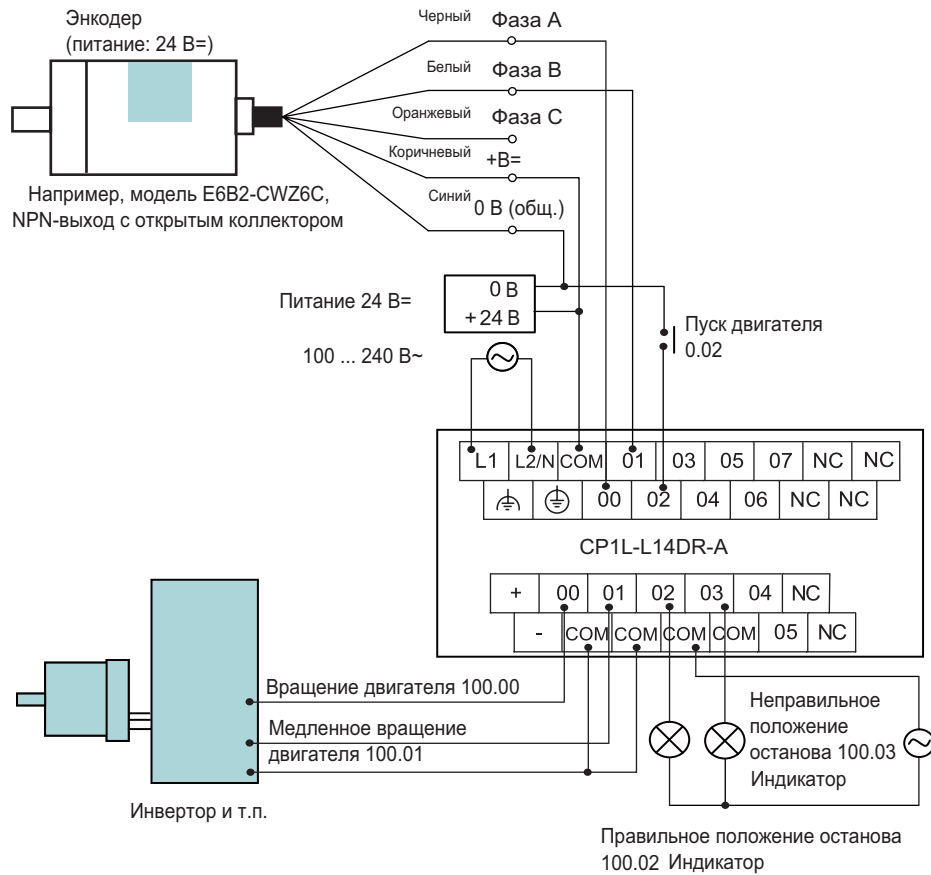 Энкодер
(питание: 24 В=)
Черный Фаза A
Белый Фаза B
Оранжевый Фаза C
Коричневый +В=
Синий 0 В (общ.)
Например, модель E6B2-CWZ6C,
NPN-выход с открытым коллектором
Питание 24 В=
0 В
+ 24 В
100 ... 240 В~
Пуск двигателя
0.02
L1 L2/N COM 01 03 05 07 NC NC
00 02 04 06 NC NC
CP1L-L14DR-A
+ 00 01 02 03 04 NC
- COM COM COM COM 05 NC
Вращение двигателя 100.00
Медленное вращение
двигателя 100.01
Инвертор и т.п.
Неправильное
положение
останова 100.03
Индикатор
Правильное положение останова
100.02 Индикатор